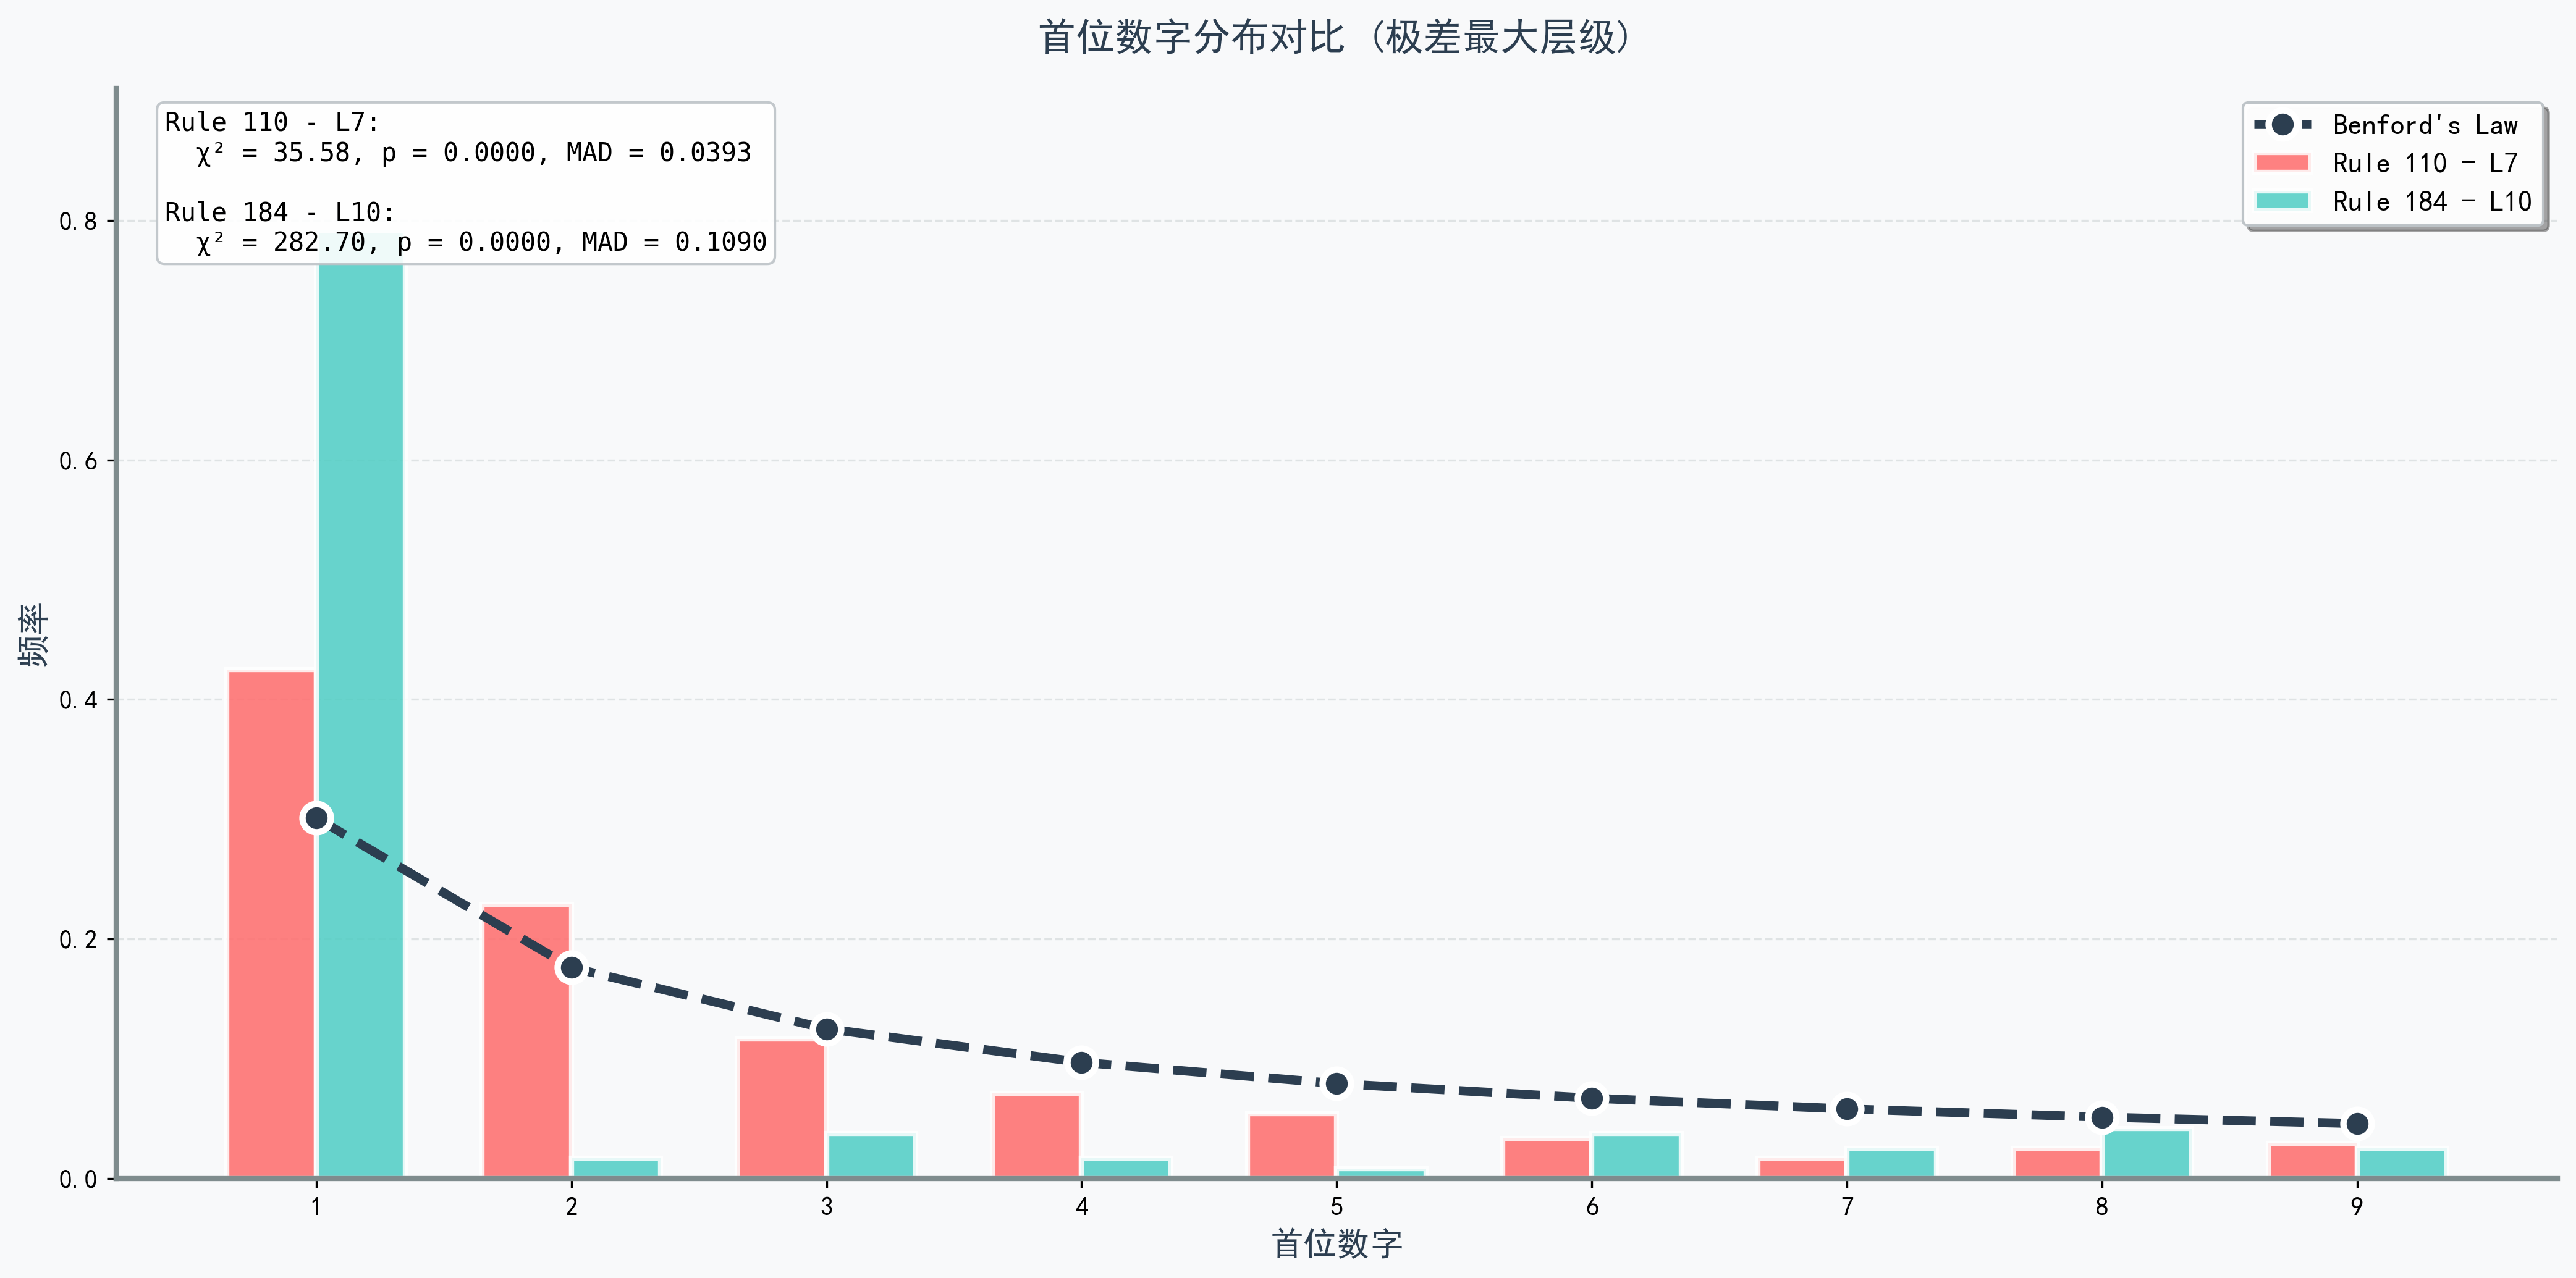 首位数字分布对比 (极差最大层级)
Rule 110 - L7:
χ² = 35.58, p = 0.0000, MAD = 0.0393
Rule 184 - L10:
χ² = 282.70, p = 0.0000, MAD = 0.1090
Benford's Law
Rule 110 - L7
Rule 184 - L10
频率
0.8
0.6
0.4
0.2
0.0
1 2 3 4 5 6 7 8 9
首位数字